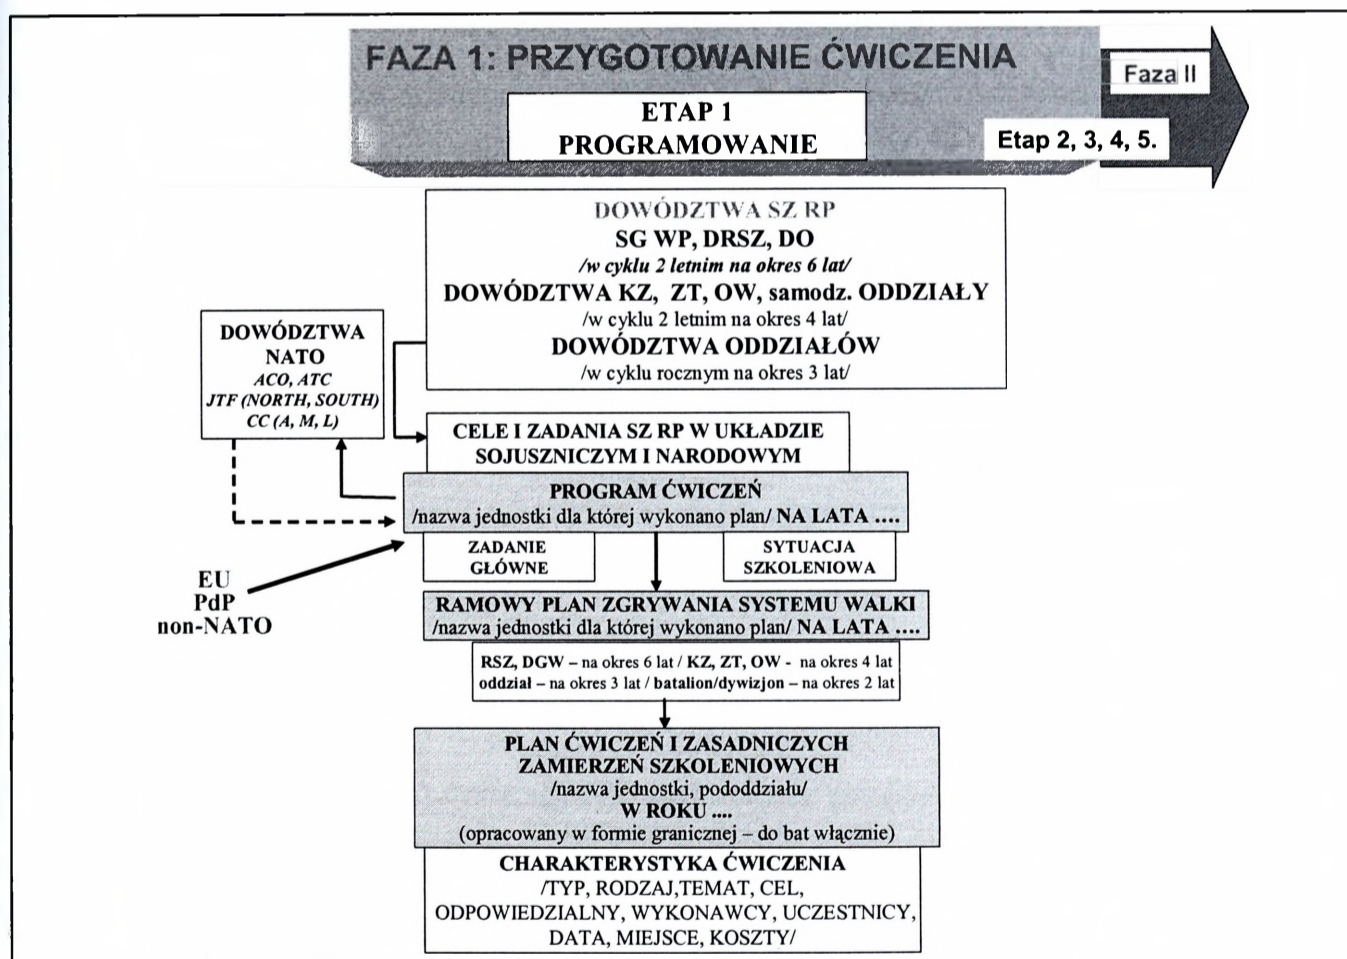 FAZA 1: PRZYGOTOWANIE ĆWICZENIA
Faza II
ETAP 1
PROGRAMOWANIE
Etap 2, 3, 4, 5.
DOWÓDZTWA SZ RP
SG WP, DRSZ, DO
/w cyklu 2 letnim na okres 6 lat/
DOWÓDZTWA KZ, ZT, OW, samodz. ODDZIAŁY
/w cyklu 2 letnim na okres 4 lat/
DOWÓDZTWA ODDZIAŁÓW
/w cyklu rocznym na okres 3 lat/
DOWÓDZTWA
NATO
ACO, ATC
JTF (NORTH, SOUTH)
CC (A, M, L)
CELE I ZADANIA SZ RP W UKŁADZIE
SOJUSZNICZYM I NARODOWYM
PROGRAM ĆWICZEŃ
/nazwa jednostki dla której wykonano plan/ NA LATA ....
ZADANIE
GŁÓWNE
SYTUACJA
SZKOLENIOWA
EU
PdP
non-NATO
RAMOWY PLAN ZGRYWANIA SYSTEMU WALKI
/nazwa jednostki dla której wykonano plan/ NA LATA ....
RSZ, DGW – na okres 6 lat / KZ, ZT, OW - na okres 4 lat
oddział – na okres 3 lat / batalion/dywizjon – na okres 2 lat
PLAN ĆWICZEŃ I ZASADNICZYCH
ZAMIERZEŃ SZKOLENIOWYCH
/nazwa jednostki, pododdziału/
W ROKU ....
(opracowany w formie granicznej – do bat włącznie)
CHARAKTERYSTYKA ĆWICZENIA
/TYP, RODZAJ,TEMAT, CEL,
ODPOWIEDZIALNY, WYKONAWCY, UCZESTNICY,
DATA, MIEJSCE, KOSZTY/